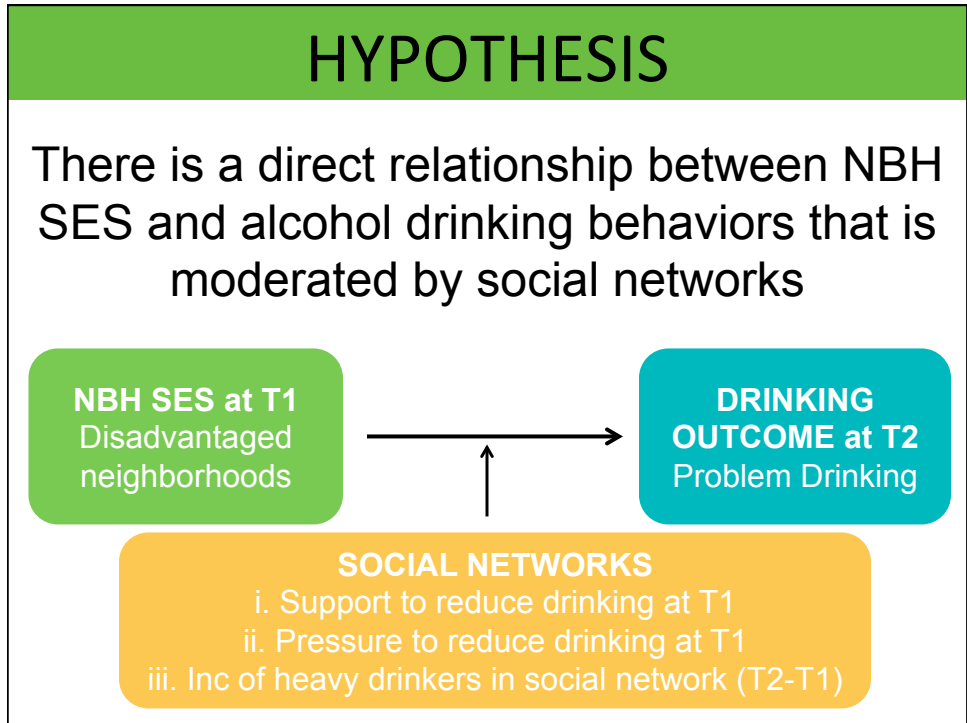 HYPOTHESIS
There is a direct relationship between NBH
SES and alcohol drinking behaviors that is
moderated by social networks
NBH SES at T1
Disadvantaged
neighborhoods
DRINKING
OUTCOME at T2
Problem Drinking
SOCIAL NETWORKS
i. Support to reduce drinking at T1
ii. Pressure to reduce drinking at T1
iii. Inc of heavy drinkers in social network (T2-T1)